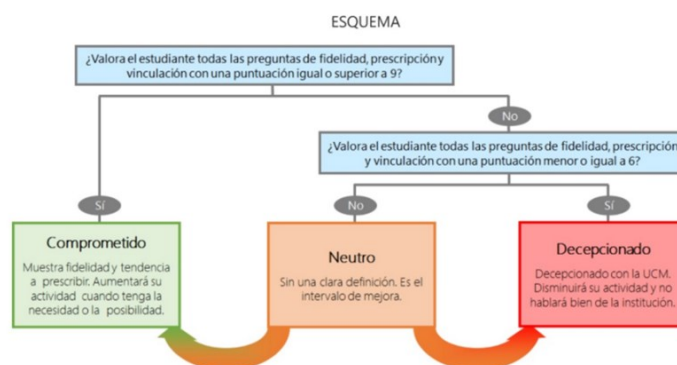 ESQUEMA
¿Valora el estudiante todas las preguntas de fidelidad, prescripción y
vinculación con una puntuación igual o superior a 9?
No
¿Valora el estudiante todas las preguntas de fidelidad, prescripción
y vinculación con una puntuación menor o igual a 6?
Sí
No
Sí
Comprometido
Muestra fidelidad y tendencia
a prescribir. Aumentará su
actividad cuando tenga la
necesidad o la posibilidad.
Neutro
Sin una clara definición. Es el
intervalo de mejora.
Decepcionado
Decepcionado con la UCM.
Disminuirá su actividad y no
hablará bien de la institución.